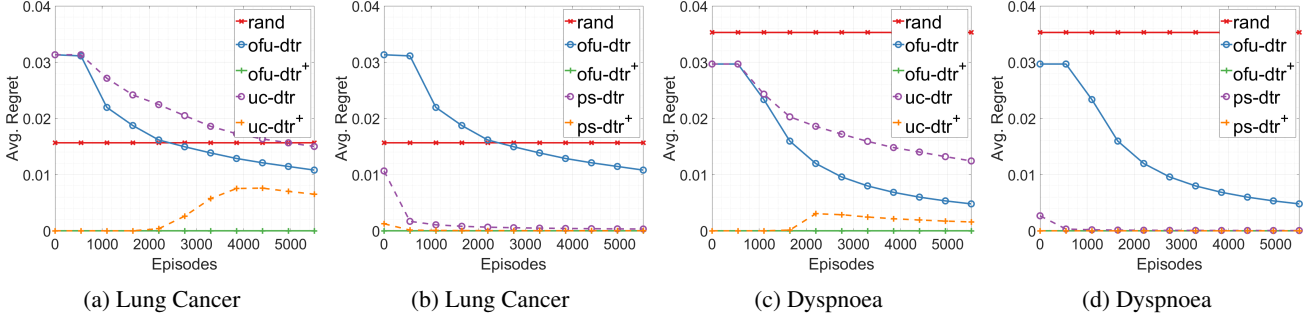 0.04
0.03
0.02
0.01
0
Avg. Regret
0 1000 2000 3000 4000 5000
Episodes
rand
ofu-dtr
ofu-dtr+
uc-dtr
uc-dtr+
(a) Lung Cancer
0.04
0.03
0.02
0.01
0
Avg. Regret
0 1000 2000 3000 4000 5000
Episodes
rand
ofu-dtr
ofu-dtr+
ps-dtr
ps-dtr+
(b) Lung Cancer
0.04
0.03
0.02
0.01
0
Avg. Regret
0 1000 2000 3000 4000 5000
Episodes
rand
ofu-dtr
ofu-dtr+
uc-dtr
uc-dtr+
(c) Dyspnoea
0.04
0.03
0.02
0.01
0
Avg. Regret
0 1000 2000 3000 4000 5000
Episodes
rand
ofu-dtr
ofu-dtr+
ps-dtr
ps-dtr+
(d) Dyspnoea